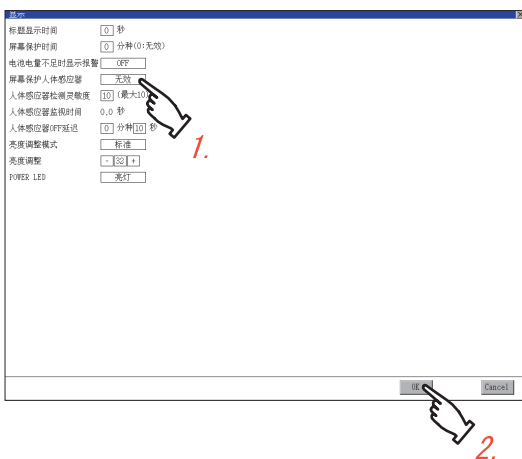 显示
标题显示时间 0 秒
屏幕保护时间 0 分种(0:无效)
电池电量不足时显示报警 OFF
屏幕保护人体感应器 无效
人体感应器检测灵敏度 10 (最大10)
人体感应器监视时间 0.0 秒
人体感应器OFF延迟 0 分种 10 秒
亮度调整模式 标准
亮度调整 - 32 +
POWER LED 亮灯
1.
OK Cancel
2.